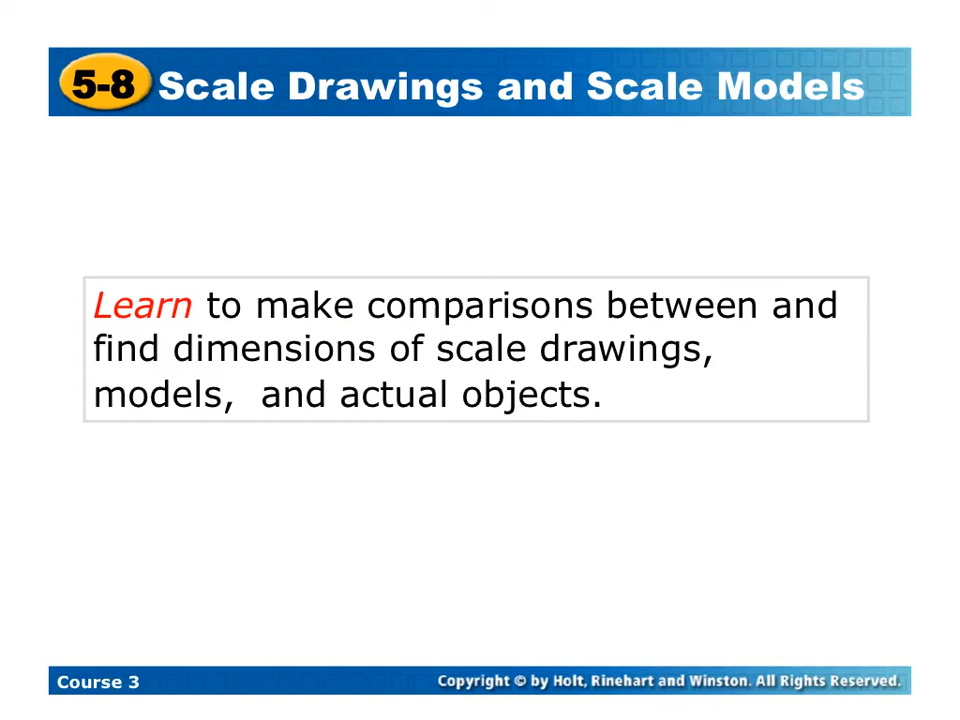 5-8 Scale Drawings and Scale Models
Learn to make comparisons between and
find dimensions of scale drawings,
models,  and actual objects.
Course 3
Copyright © by Holt, Rinehart and Winston. All Rights Reserved.